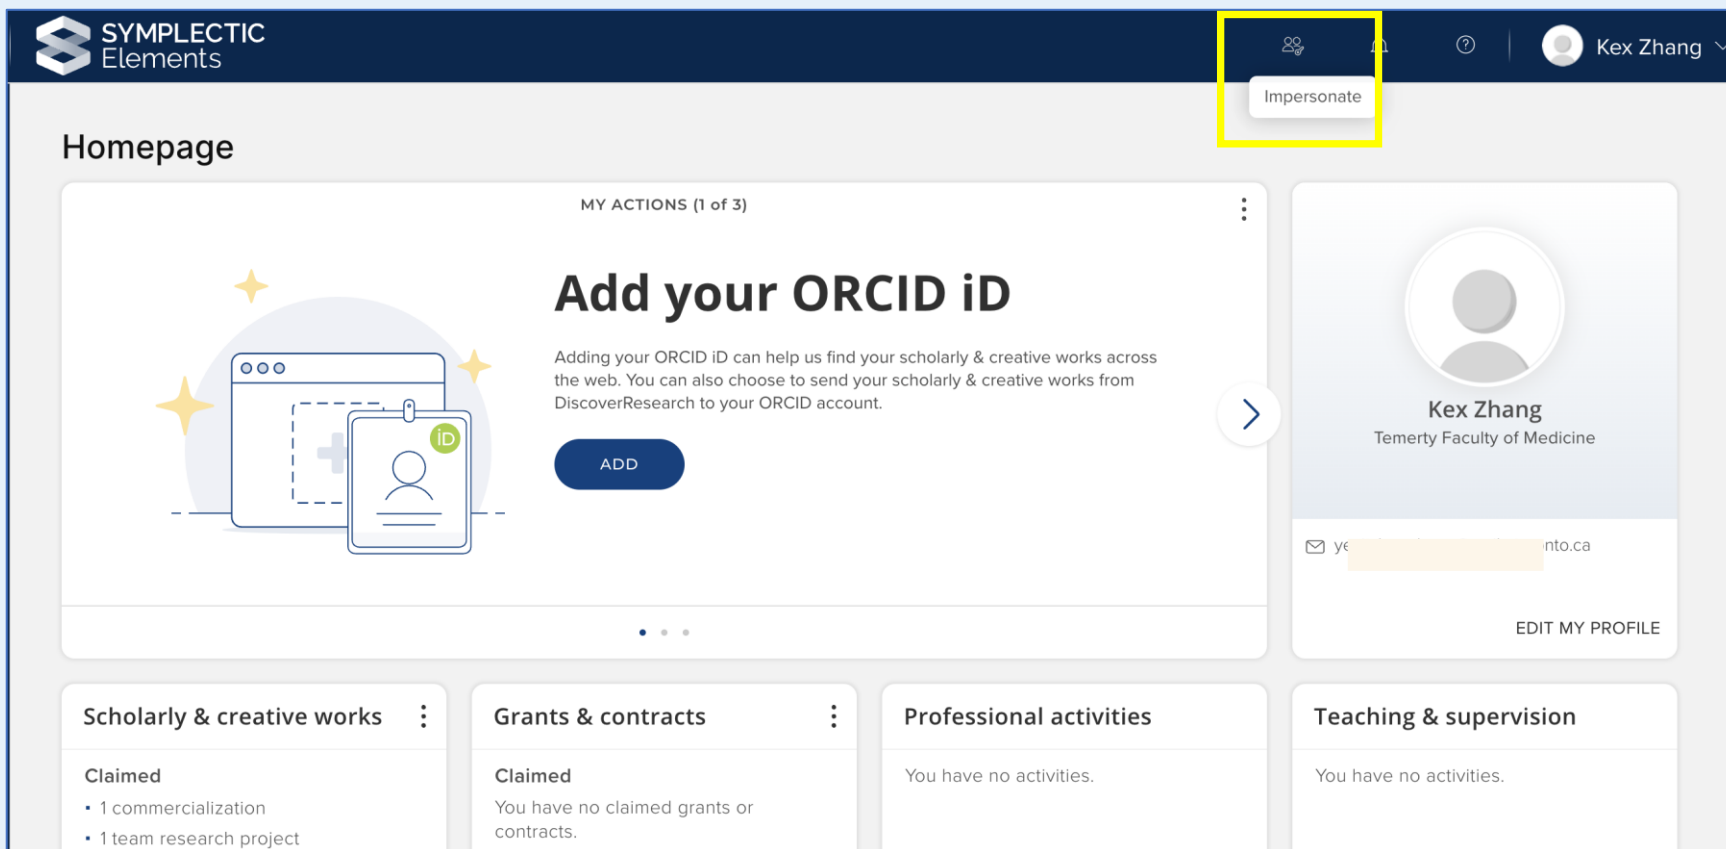 SYMPLECTIC
Elements
Kex Zhang
Impersonate
Homepage
MY ACTIONS (1 of 3)
Add your ORCID iD
Adding your ORCID iD can help us find your scholarly & creative works across
the web. You can also choose to send your scholarly & creative works from
DiscoverResearch to your ORCID account.
ADD
iD
Kex Zhang
Temerty Faculty of Medicine
nto.ca
EDIT MY PROFILE
Scholarly & creative works
Claimed
• 1 commercialization
• 1 team research project
Grants & contracts
Claimed
You have no claimed grants or
contracts.
Professional activities
You have no activities.
Teaching & supervision
You have no activities.